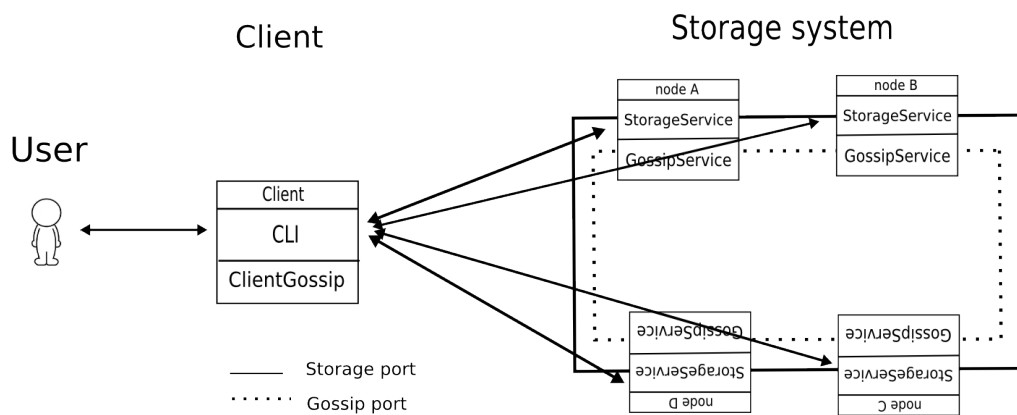 Client
Storage system
User
node A
StorageService
GossipService
node B
StorageService
GossipService
Client
CLI
ClientGossip
GossipService
StorageService
node D
GossipService
StorageService
node C
Storage port
Gossip port